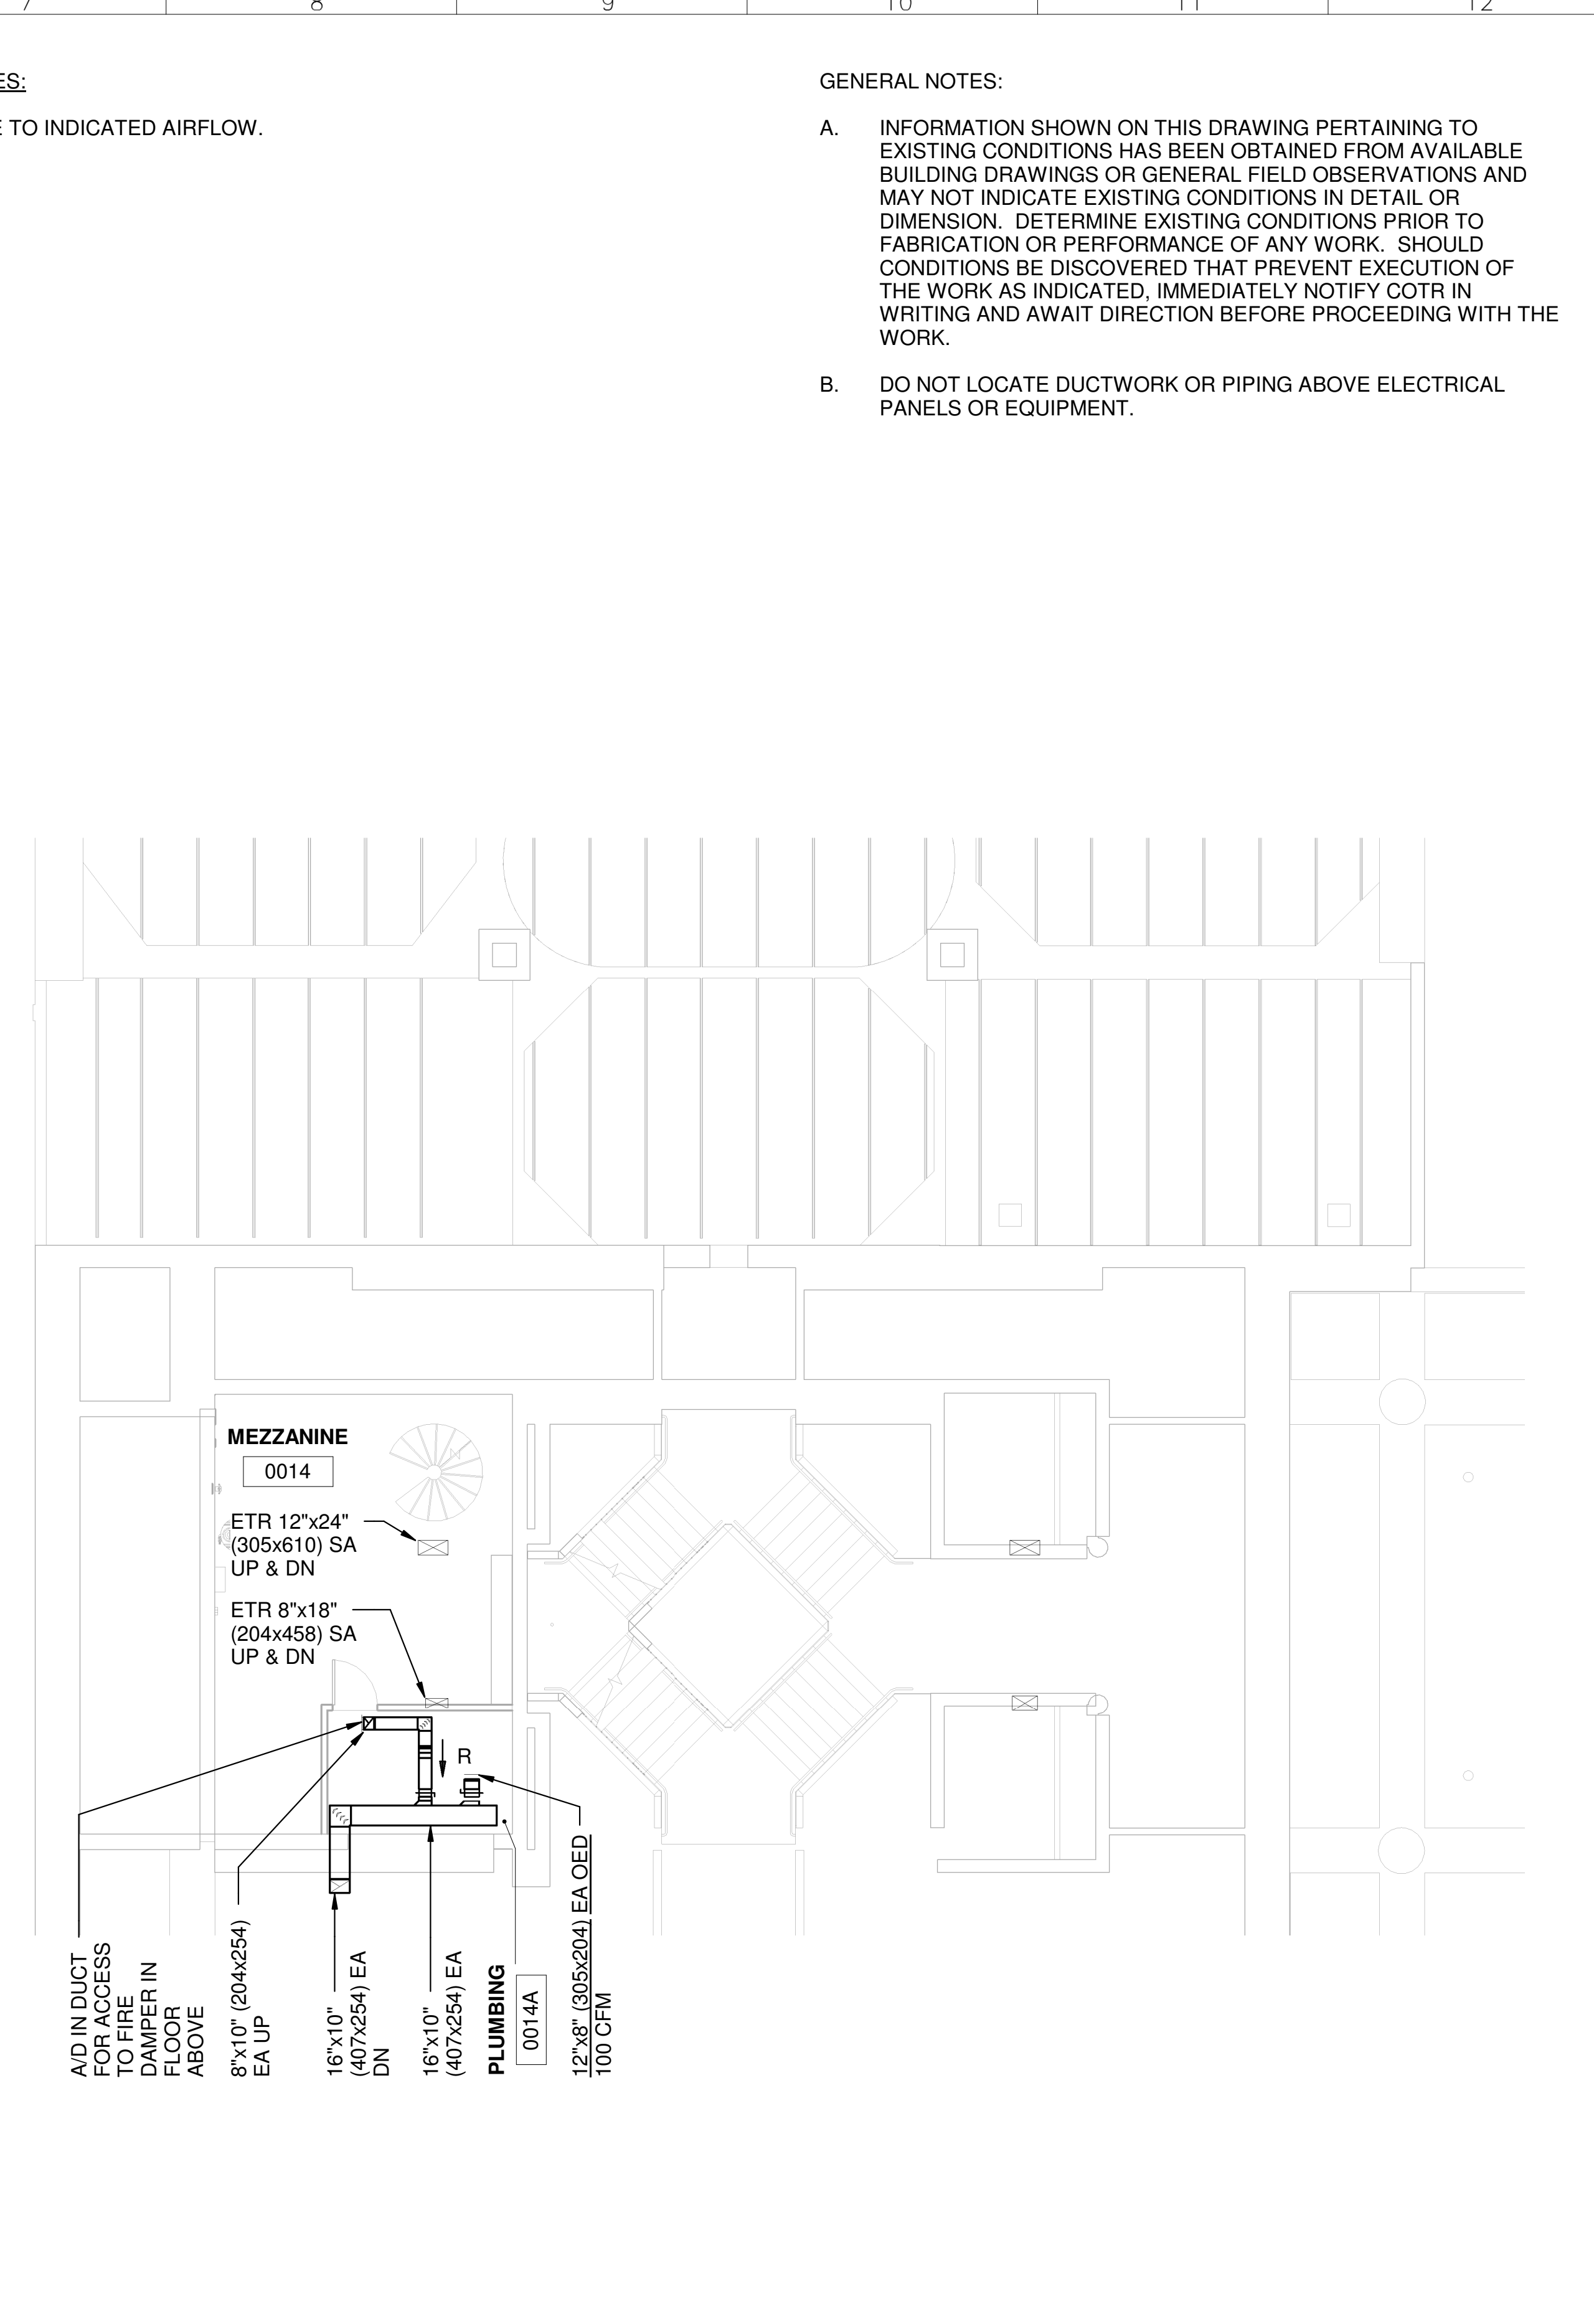 7 8 9 10 11 12
ES:
E TO INDICATED AIRFLOW.
GENERAL NOTES:
A. INFORMATION SHOWN ON THIS DRAWING PERTAINING TO
EXISTING CONDITIONS HAS BEEN OBTAINED FROM AVAILABLE
BUILDING DRAWINGS OR GENERAL FIELD OBSERVATIONS AND
MAY NOT INDICATE EXISTING CONDITIONS IN DETAIL OR
DIMENSION. DETERMINE EXISTING CONDITIONS PRIOR TO
FABRICATION OR PERFORMANCE OF ANY WORK. SHOULD
CONDITIONS BE DISCOVERED THAT PREVENT EXECUTION OF
THE WORK AS INDICATED, IMMEDIATELY NOTIFY COTR IN
WRITING AND AWAIT DIRECTION BEFORE PROCEEDING WITH THE
WORK.
B. DO NOT LOCATE DUCTWORK OR PIPING ABOVE ELECTRICAL
PANELS OR EQUIPMENT.
MEZZANINE
0014
ETR 12"x24"
(305x610) SA
UP & DN
ETR 8"x18"
(204x458) SA
UP & DN
R
A/D IN DUCT
FOR ACCESS
TO FIRE
DAMPER IN
FLOOR
ABOVE
8"x10" (204x254)
EA UP
16"x10"
(407x254) EA
DN
16"x10"
(407x254) EA
PLUMBING
0014A
12"x8" (305x204) EA OED
100 CFM